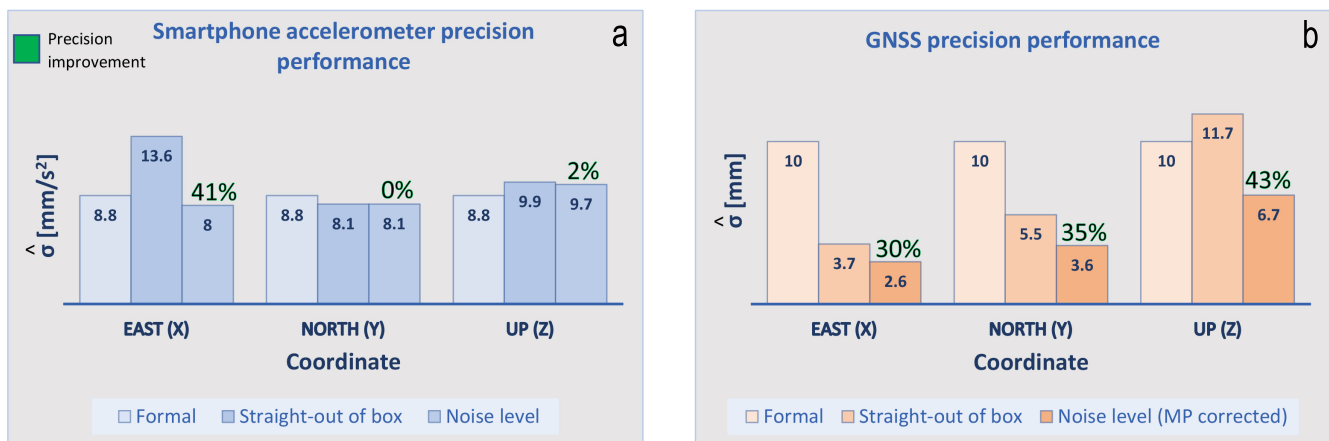 Precision
improvement
Smartphone accelerometer precision
performance
a
σ̂ [mm/s²]
8.8
13.6
41%
8
8.8
8.1
0%
8.1
8.8
9.9
2%
9.7
EAST (X)
NORTH (Y)
UP (Z)
Coordinate
Formal
Straight-out of box
Noise level
GNSS precision performance
b
σ̂ [mm]
10
3.7
30%
2.6
10
5.5
35%
3.6
10
11.7
43%
6.7
EAST (X)
NORTH (Y)
UP (Z)
Coordinate
Formal
Straight-out of box
Noise level (MP corrected)